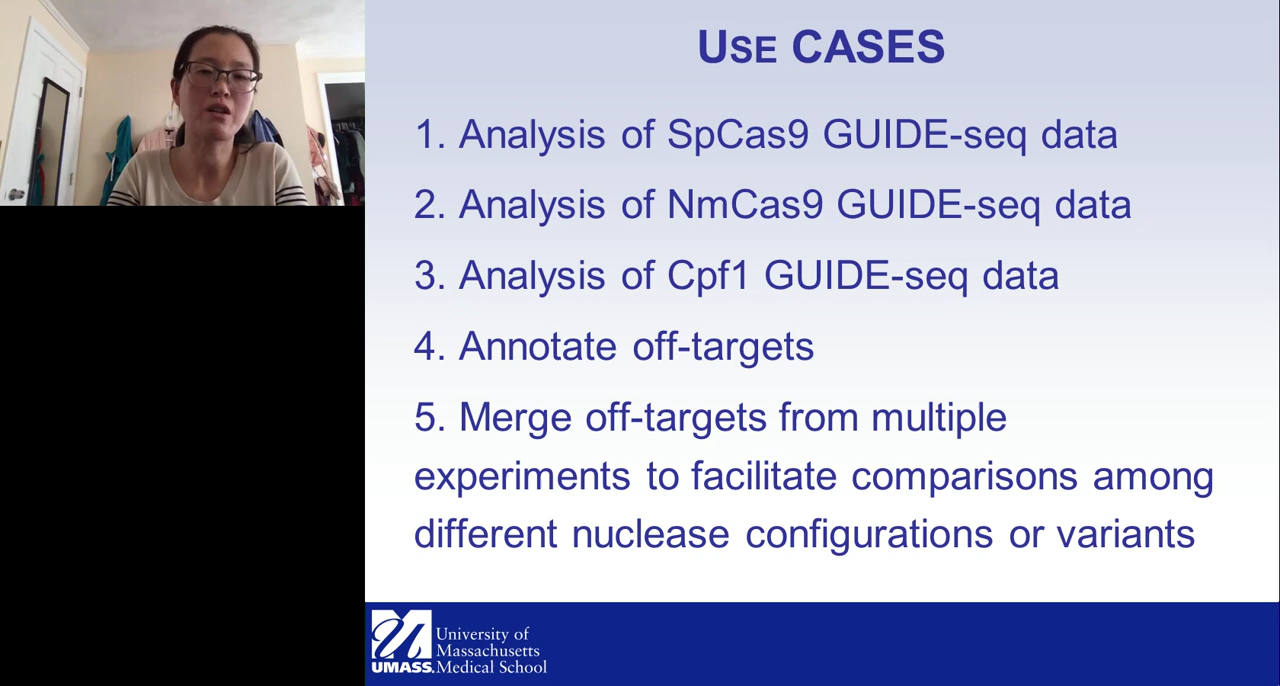 USE CASES
1. Analysis of SpCas9 GUIDE-seq data
2. Analysis of NmCas9 GUIDE-seq data
3. Analysis of Cpf1 GUIDE-seq data
4. Annotate off-targets
5. Merge off-targets from multiple
experiments to facilitate comparisons among
different nuclease configurations or variants
University of
Massachusetts
UMASS. Medical School